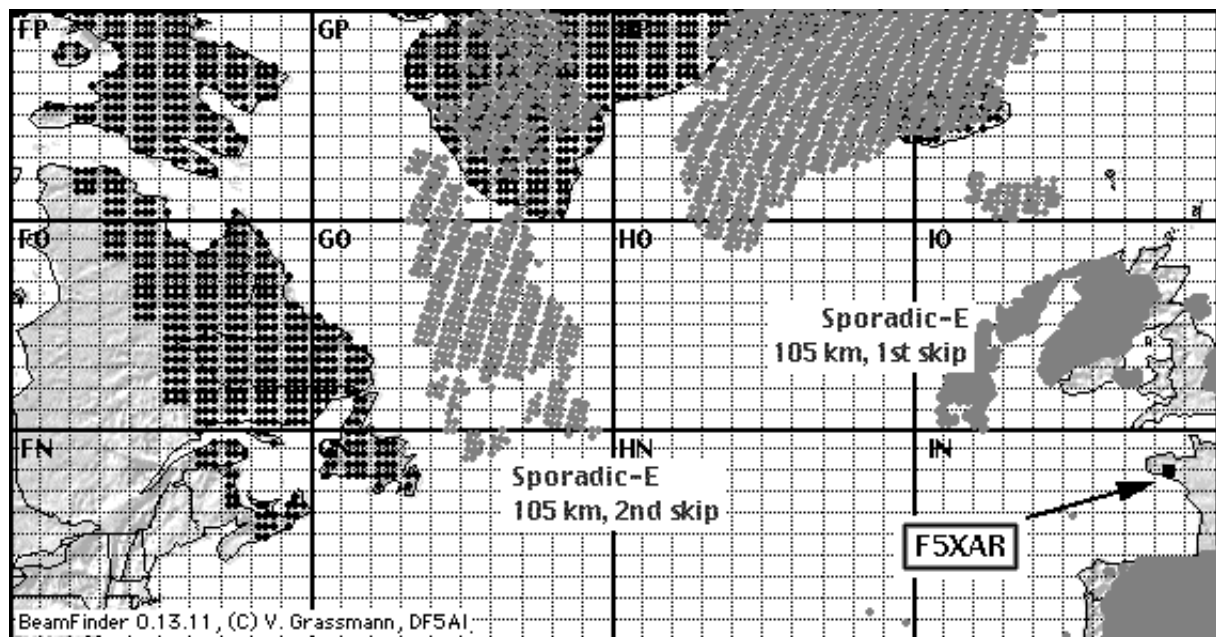 FP GP
FO GO HO IO
Sporadic-E
105 km, 1st skip
FN HN IN
Sporadic-E
105 km, 2nd skip
F5XAR
BeamFinder 0.13.11, (C) V. Grassmann, DF5AI,